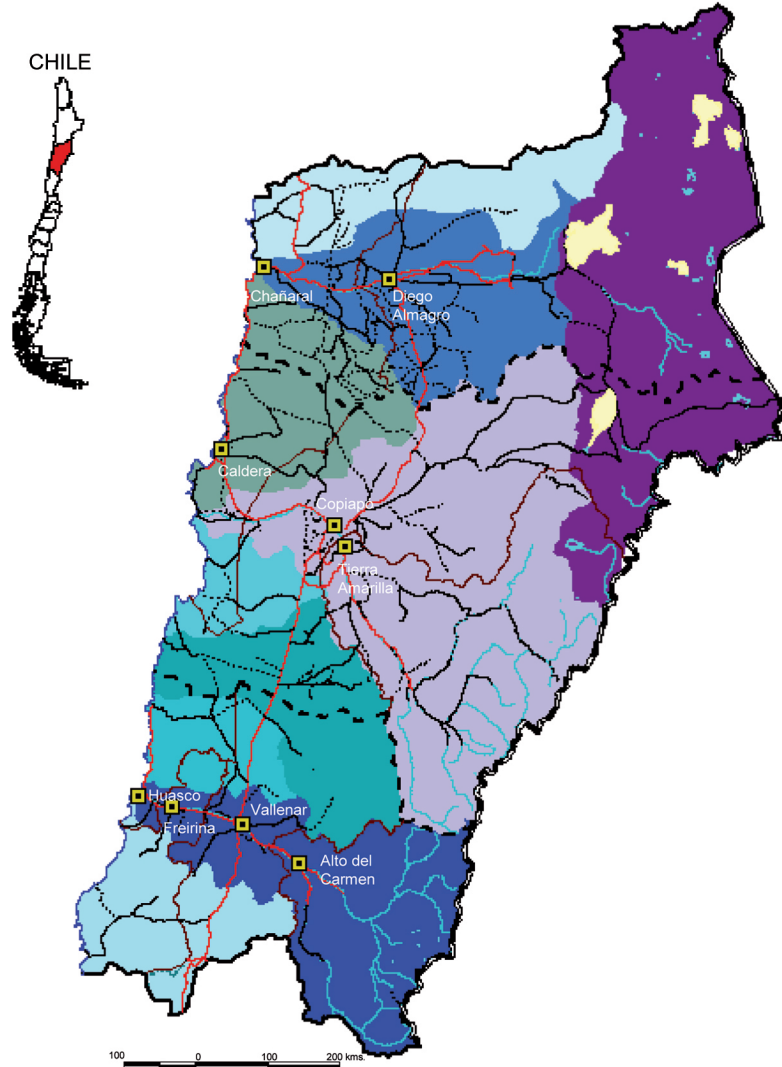 CHILE
Chañaral
Diego
Almagro
Caldera
Copiapó
Tierra
Amarilla
Huasco
Freirina
Vallenar
Alto del
Carmen
100 0 100 200 kms.